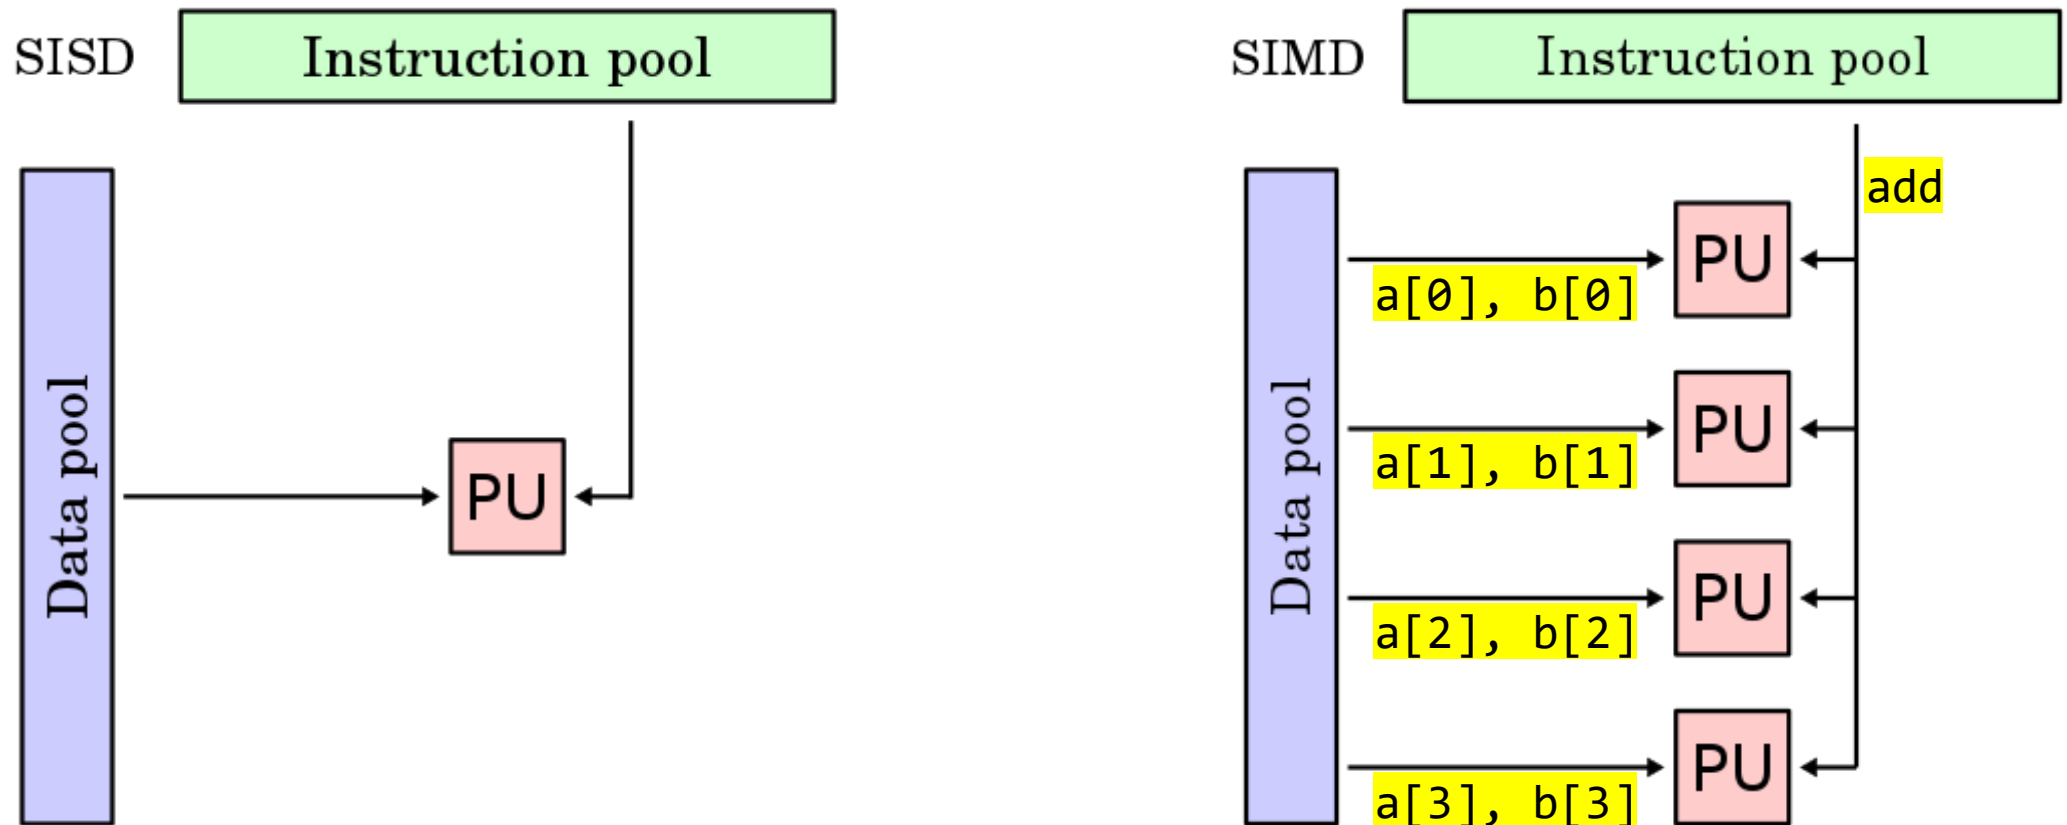 SISD
Instruction pool
Data pool
PU
SIMD
Instruction pool
add
Data pool
PU
a[0], b[0]
PU
a[1], b[1]
PU
a[2], b[2]
PU
a[3], b[3]